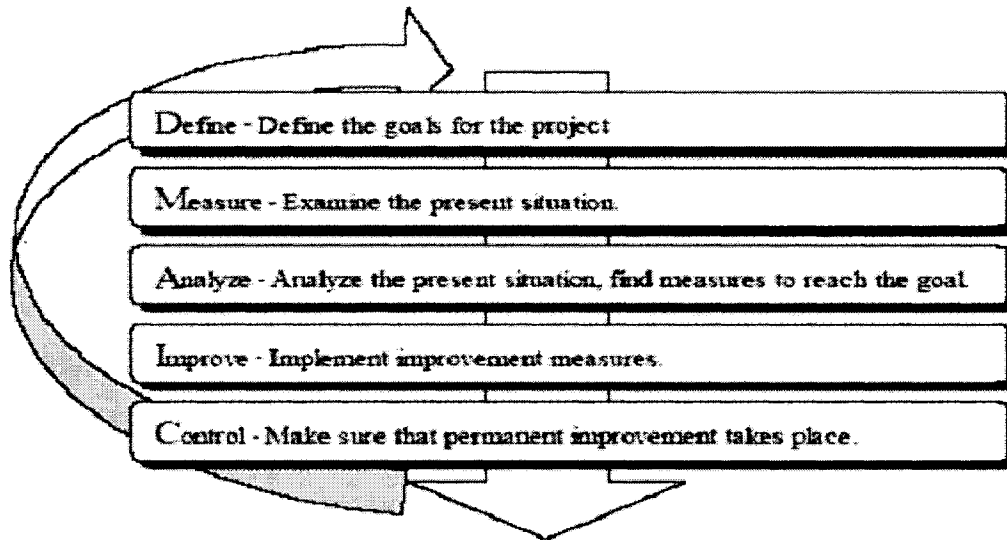 Define - Define the goals for the project
Measure - Examine the present situation.
Analyze - Analyze the present situation, find measures to reach the goal.
Improve - Implement improvement measures.
Control - Make sure that permanent improvement takes place.